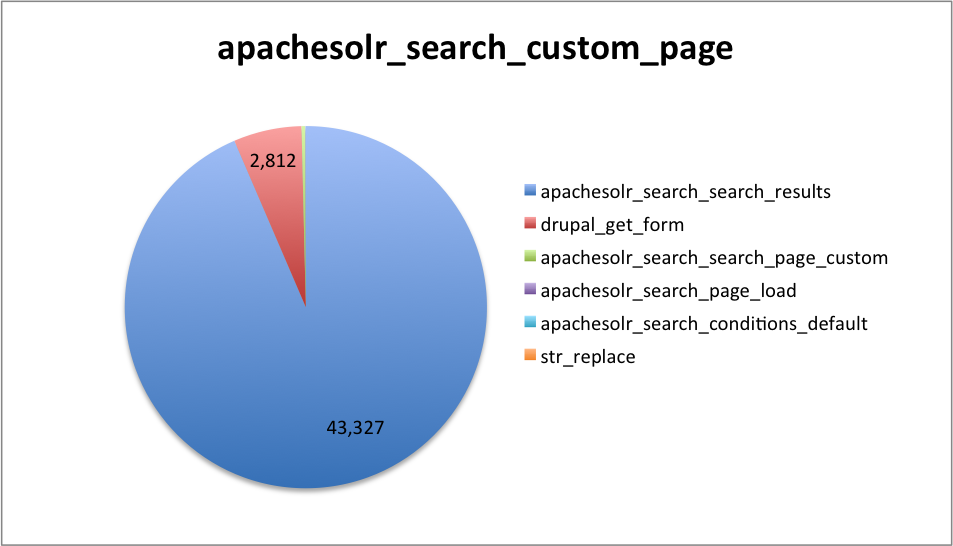 apachesolr_search_custom_page
2,812
43,327
apachesolr_search_search_results
drupal_get_form
apachesolr_search_search_page_custom
apachesolr_search_page_load
apachesolr_search_conditions_default
str_replace